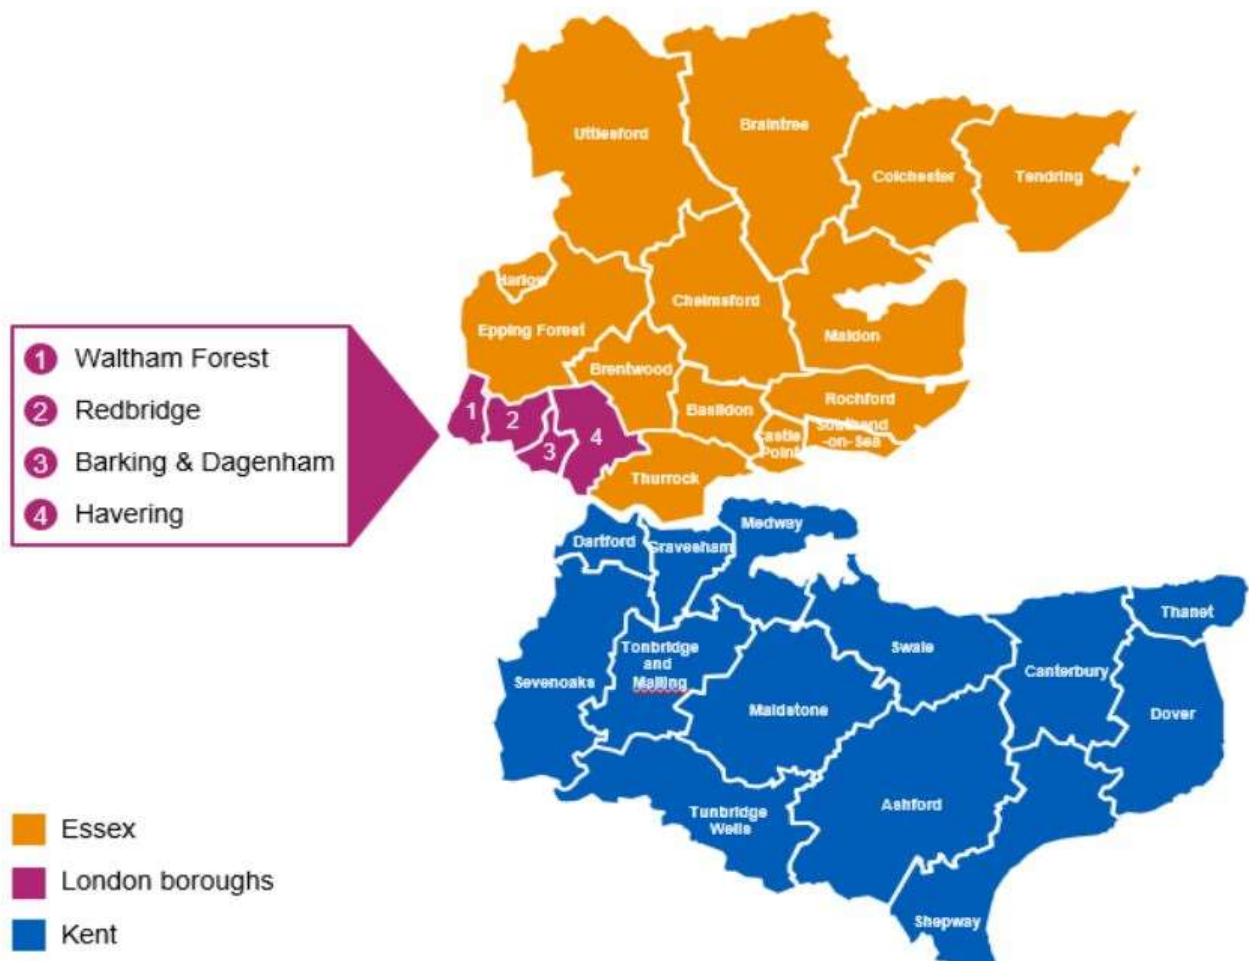 Uttlesford
Braintree
Colchester
Tendring
Harlow
Chelmsford
Epping Forest
Maldon
Brentwood
Basildon
Rochford
Southend
-on-Sea
Castle
Point
Thurrock
1 Waltham Forest
2 Redbridge
3 Barking & Dagenham
4 Havering
1
2
3
4
Medway
Dartford
Gravesham
Thanet
Swale
Tonbridge
and
Malling
Sevenoaks
Canterbury
Maidstone
Dover
Ashford
Tunbridge
Wells
Shepway
Essex
London boroughs
Kent